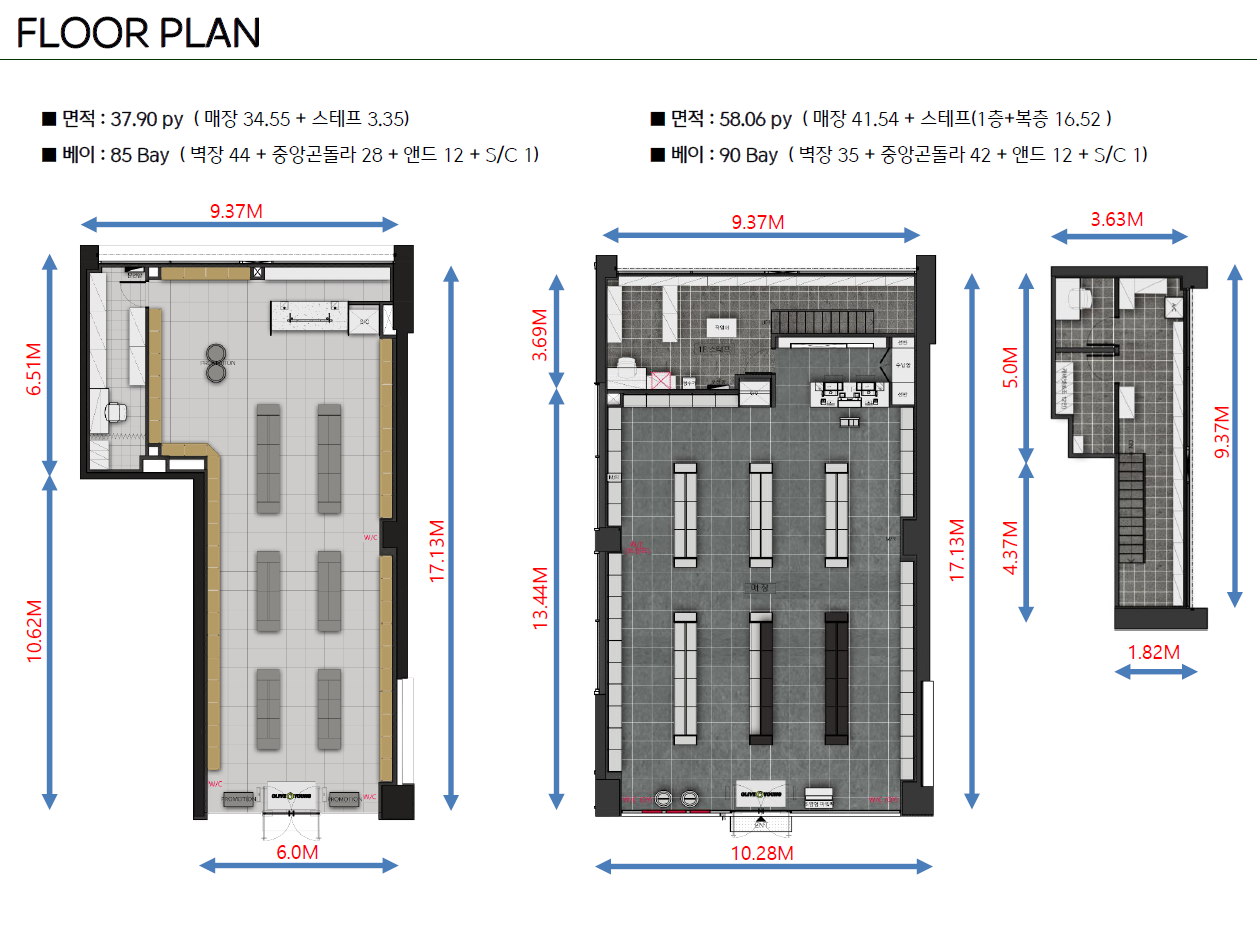 FLOOR PLAN
■ 면적 : 37.90 py ( 매장 34.55 + 스테프 3.35)
■ 베이 : 85 Bay ( 벽장 44 + 중앙곤돌라 28 + 앤드 12 + S/C 1)
■ 면적 : 58.06 py ( 매장 41.54 + 스테프(1층+복층 16.52 )
■ 베이 : 90 Bay ( 벽장 35 + 중앙곤돌라 42 + 앤드 12 + S/C 1)
9.37M
6.51M
10.62M
17.13M
6.0M
S/C
W/C
W/C
W/C
PROMOTION
OLIVE YOUNG
PROMOTION
9.37M
3.69M
13.44M
17.13M
10.28M
1F 스테프
매 장
W/C
OLIVE YOUNG
3.63M
5.0M
4.37M
9.37M
1.82M